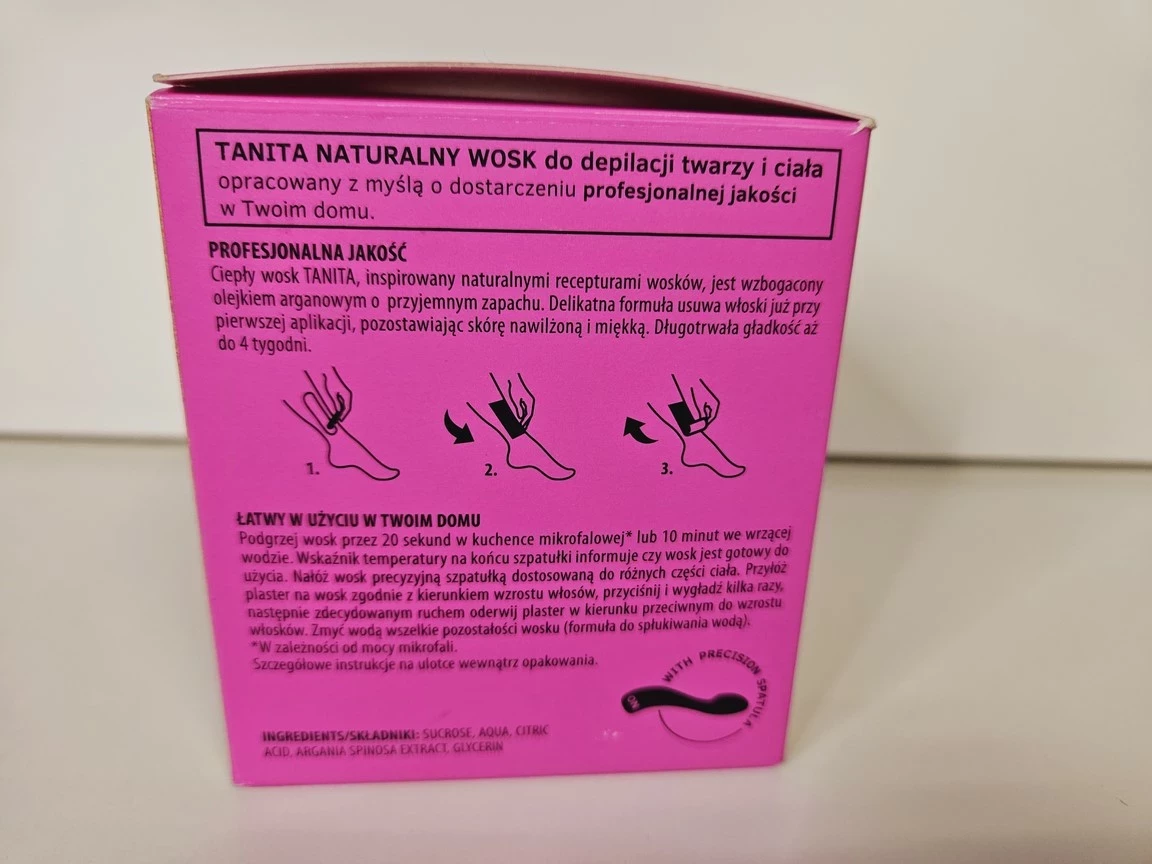 TANITA NATURALNY WOSK do depilacji twarzy i ciała
opracowany z myślą o dostarczeniu profesjonalnej jakości
w Twoim domu.
PROFESJONALNA JAKOŚĆ
Ciepły wosk TANITA, inspirowany naturalnymi recepturami wosków, jest wzbogacony
olejkiem arganowym o przyjemnym zapachu. Delikatna formuła usuwa włoski już przy
pierwszej aplikacji, pozostawiając skórę nawilżoną i miękką. Długotrwała gładkość aż
do 4 tygodni.
1. 2. 3.
ŁATWY W UŻYCIU W TWOIM DOMU
Podgrzej wosk przez 20 sekund w kuchence mikrofalowej* lub 10 minut we wrzącej
wodzie. Wskaźnik temperatury na końcu szpatułki informuje czy wosk jest gotowy do
użycia. Nałóż wosk precyzyjną szpatułką dostosowaną do różnych części ciała. Przyłóż
plaster na wosk zgodnie z kierunkiem wzrostu włosów, przyciśnij i wygładź kilka razy,
następnie zdecydowanym ruchem oderwij plaster w kierunku przeciwnym do wzrostu
włosków. Zmyć wodą wszelkie pozostałości wosku (formuła do spłukiwania wodą).
*W zależności od mocy mikrofali.
Szczegółowe instrukcje na ulotce wewnątrz opakowania.
WITH PRECISION SPATULA
ON
INGREDIENTS/SKŁADNIKI: SUCROSE, AQUA, CITRIC
ACID, ARGANIA SPINOSA EXTRACT, GLYCERIN